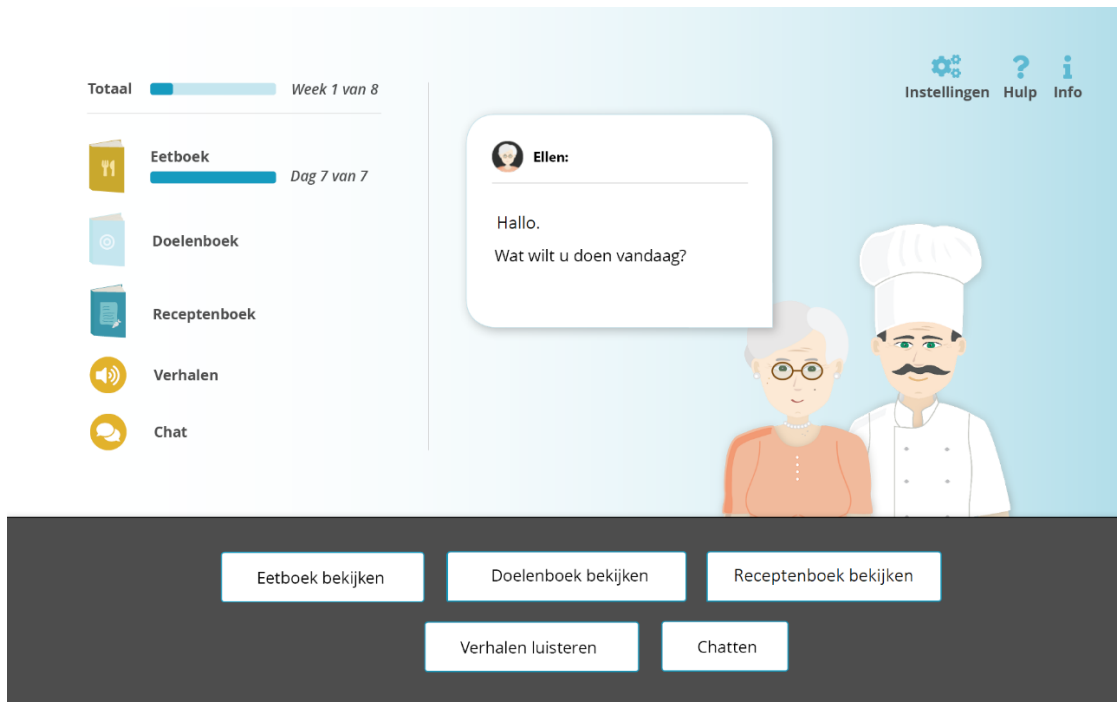 Totaal
Week 1 van 8
Instellingen
Hulp
Info
Eetboek
Dag 7 van 7
Doelenboek
Receptenboek
Verhalen
Chat
Ellen:
Hallo.
Wat wilt u doen vandaag?
Eetboek bekijken
Doelenboek bekijken
Receptenboek bekijken
Verhalen luisteren
Chatten